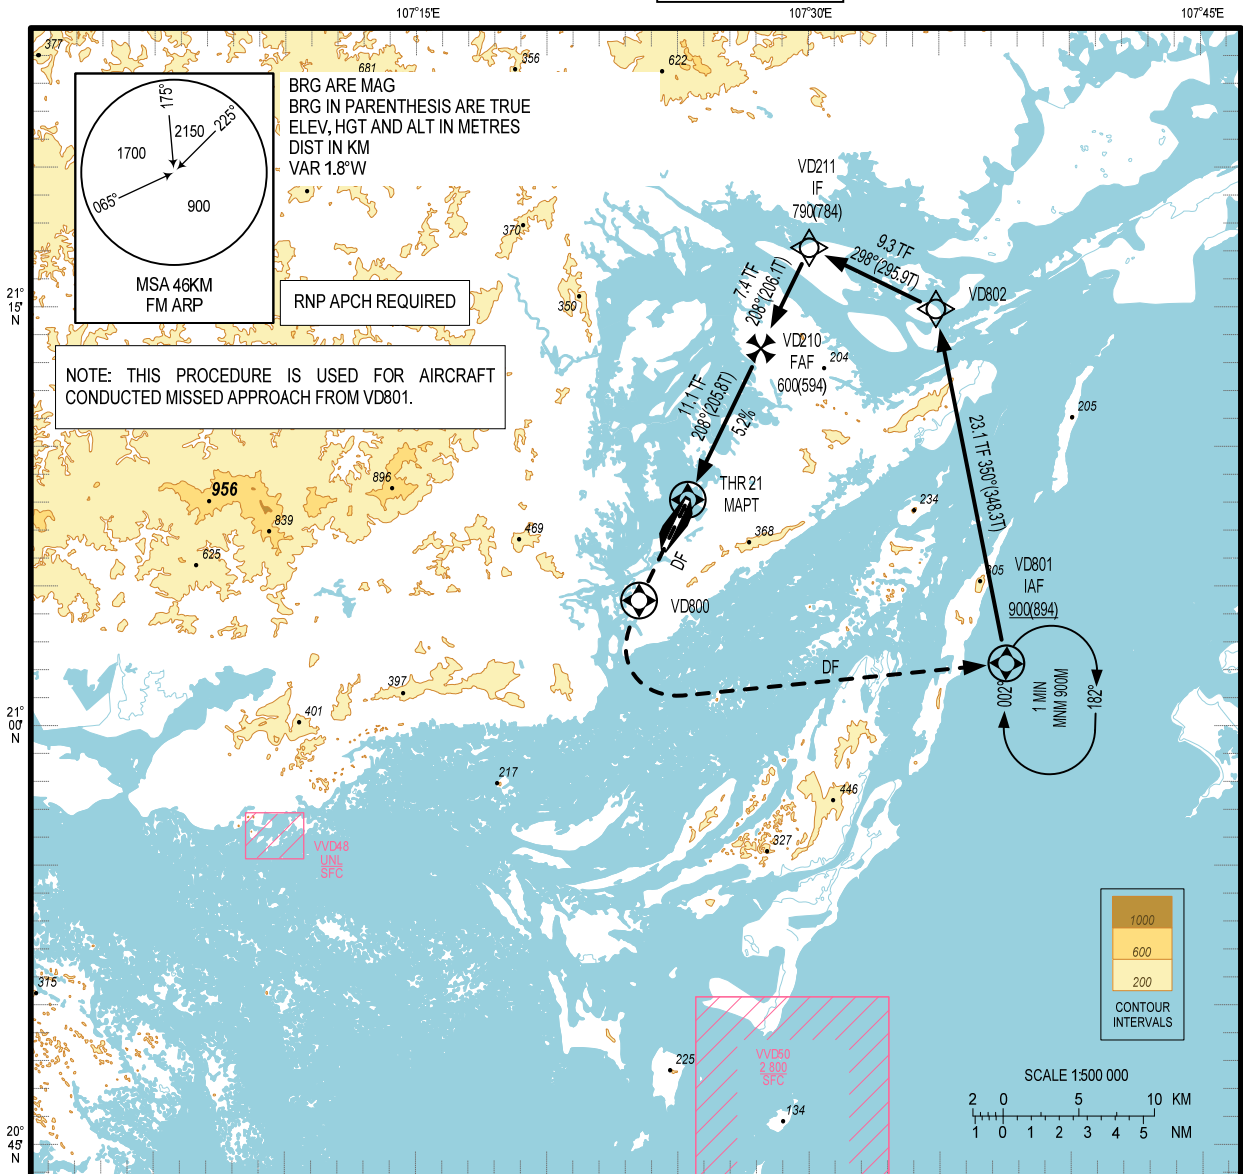 107°15'E
107°30'E
107°45'E
377
681
356
622
175°
2150
225°
1700
065°
900
MSA 46KM
FM ARP
BRG ARE MAG
BRG IN PARENTHESIS ARE TRUE
ELEV, HGT AND ALT IN METRES
DIST IN KM
VAR 1.8°W
RNP APCH REQUIRED
370
350
VD211
IF
790(784)
9.3 TF
298°(295.9T)
VD802
7.4 TF
208°(206.1T)
21°
15'
N
NOTE: THIS PROCEDURE IS USED FOR AIRCRAFT
CONDUCTED MISSED APPROACH FROM VD801.
VD210
FAF
600(594)
204
11.1 TF
208°(205.8T)
5.2%
205
23.1 TF 350°(348.3T)
896
956
839
625
469
THR 21
MAPT
368
234
DF
VD800
305
VD801
IAF
900(894)
DF
002°
1 MIN
MNM 900M
182°
397
401
21°
00'
N
217
446
327
VVD48
UNL
SFC
315
225
VVD50
2 800
SFC
134
1000
600
200
CONTOUR
INTERVALS
SCALE 1:500 000
2 0 5 10 KM
1 0 1 2 3 4 5 NM
20°
45'
N